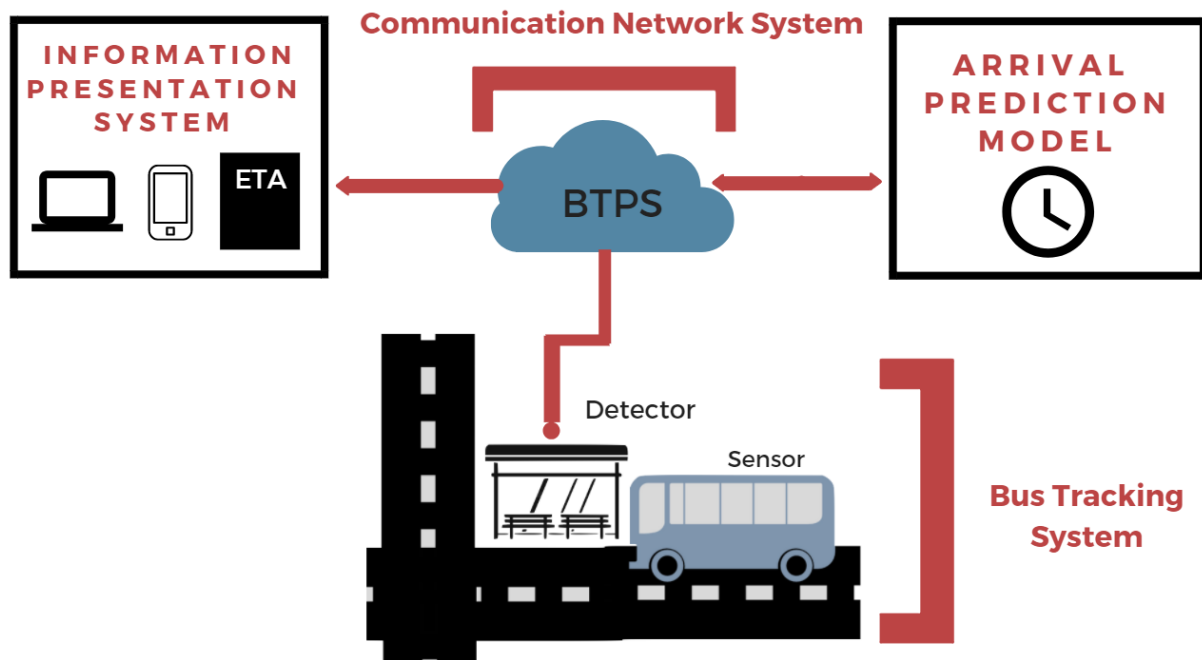 Communication Network System
INFORMATION
PRESENTATION
SYSTEM
ETA
BTPS
ARRIVAL
PREDICTION
MODEL
Detector
Sensor
Bus Tracking
System